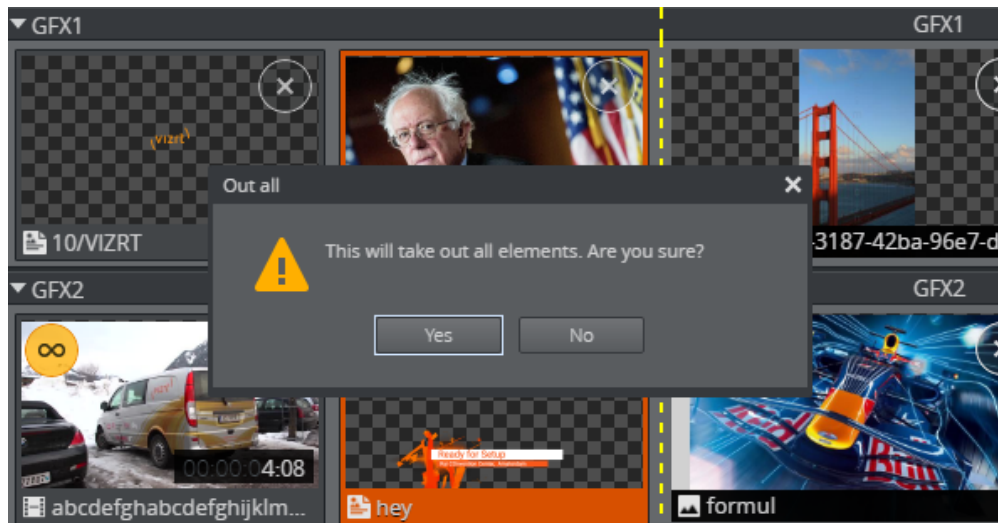 GFX1
GFX1
vizrt
10/VIZRT
Out all
This will take out all elements. Are you sure?
Yes
No
-3187-42ba-96e7-d
GFX2
GFX2
00:00:04:08
abcdefghabcdefghijklm...
Ready for Setup
hey
formul